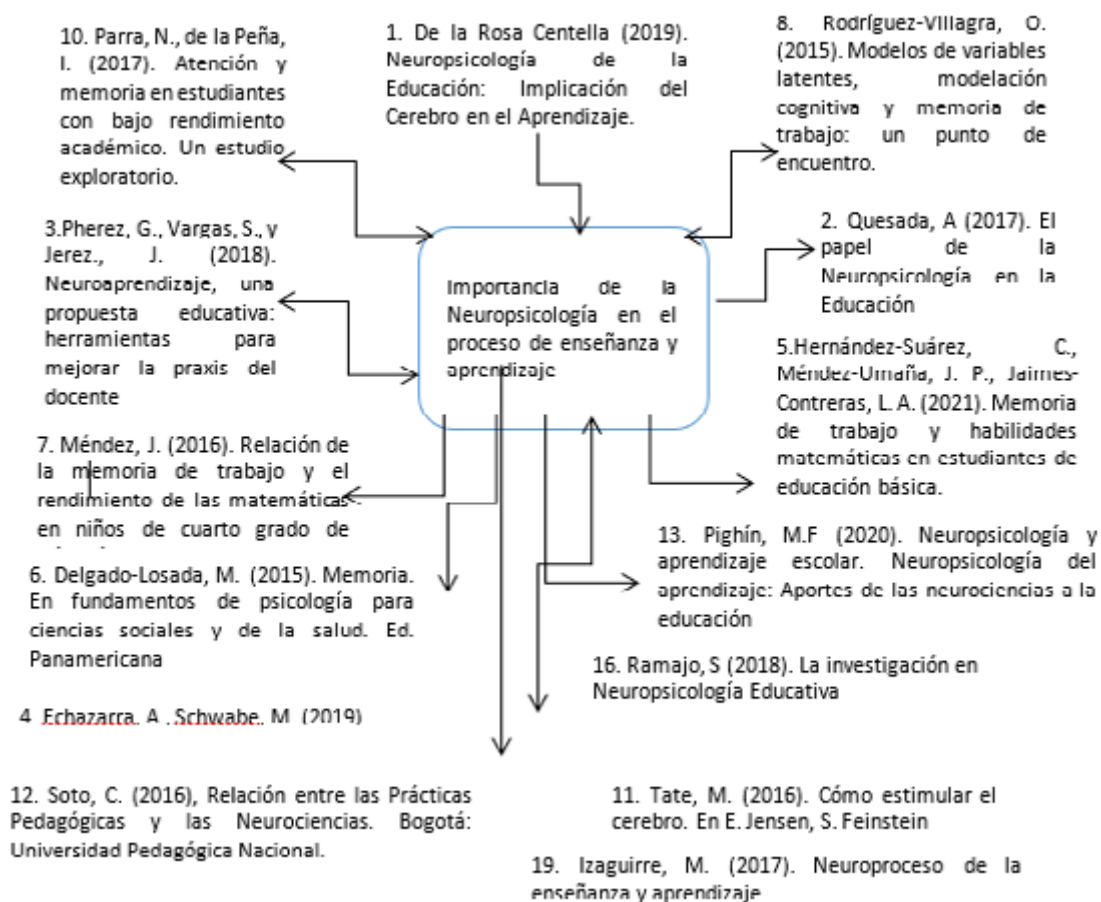 10. Parra, N., de la Peña,
I. (2017). Atención y
memoria en estudiantes
con bajo rendimiento
académico. Un estudio
exploratorio.
1. De la Rosa Centella (2019).
Neuropsicología de la
Educación: Implicación del
Cerebro en el Aprendizaje.
8. Rodríguez-Villagra, O.
(2015). Modelos de variables
latentes, modelación
cognitiva y memoria de
trabajo: un punto de
encuentro.
3.Pherez, G., Vargas, S., y
Jerez., J. (2018).
Neuroaprendizaje, una
propuesta educativa:
herramientas para
mejorar la praxis del
docente
Importancia de la
Neuropsicología en el
proceso de enseñanza y
aprendizaje
2. Quesada, A (2017). El
papel de la
Neuropsicología en la
Educación
5.Hernández-Suárez, C.,
Méndez-Umaña, J. P., Jaimes-
Contreras, L. A. (2021). Memoria
de trabajo y habilidades
matemáticas en estudiantes de
educación básica.
7. Méndez, J. (2016). Relación de
la memoria de trabajo y el
rendimiento de las matemáticas
en niños de cuarto grado de
13. Pighín, M.F (2020). Neuropsicología y
aprendizaje escolar. Neuropsicología del
aprendizaje: Aportes de las neurociencias a la
educación
6. Delgado-Losada, M. (2015). Memoria.
En fundamentos de psicología para
ciencias sociales y de la salud. Ed.
Panamericana
16. Ramajo, S (2018). La investigación en
Neuropsicología Educativa
4. Echazarra, A., Schwabe, M. (2019)
12. Soto, C. (2016), Relación entre las Prácticas
Pedagógicas y las Neurociencias. Bogotá:
Universidad Pedagógica Nacional.
11. Tate, M. (2016). Cómo estimular el
cerebro. En E. Jensen, S. Feinstein
19. Izaguirre, M. (2017). Neuroproceso de la
enseñanza y aprendizaje